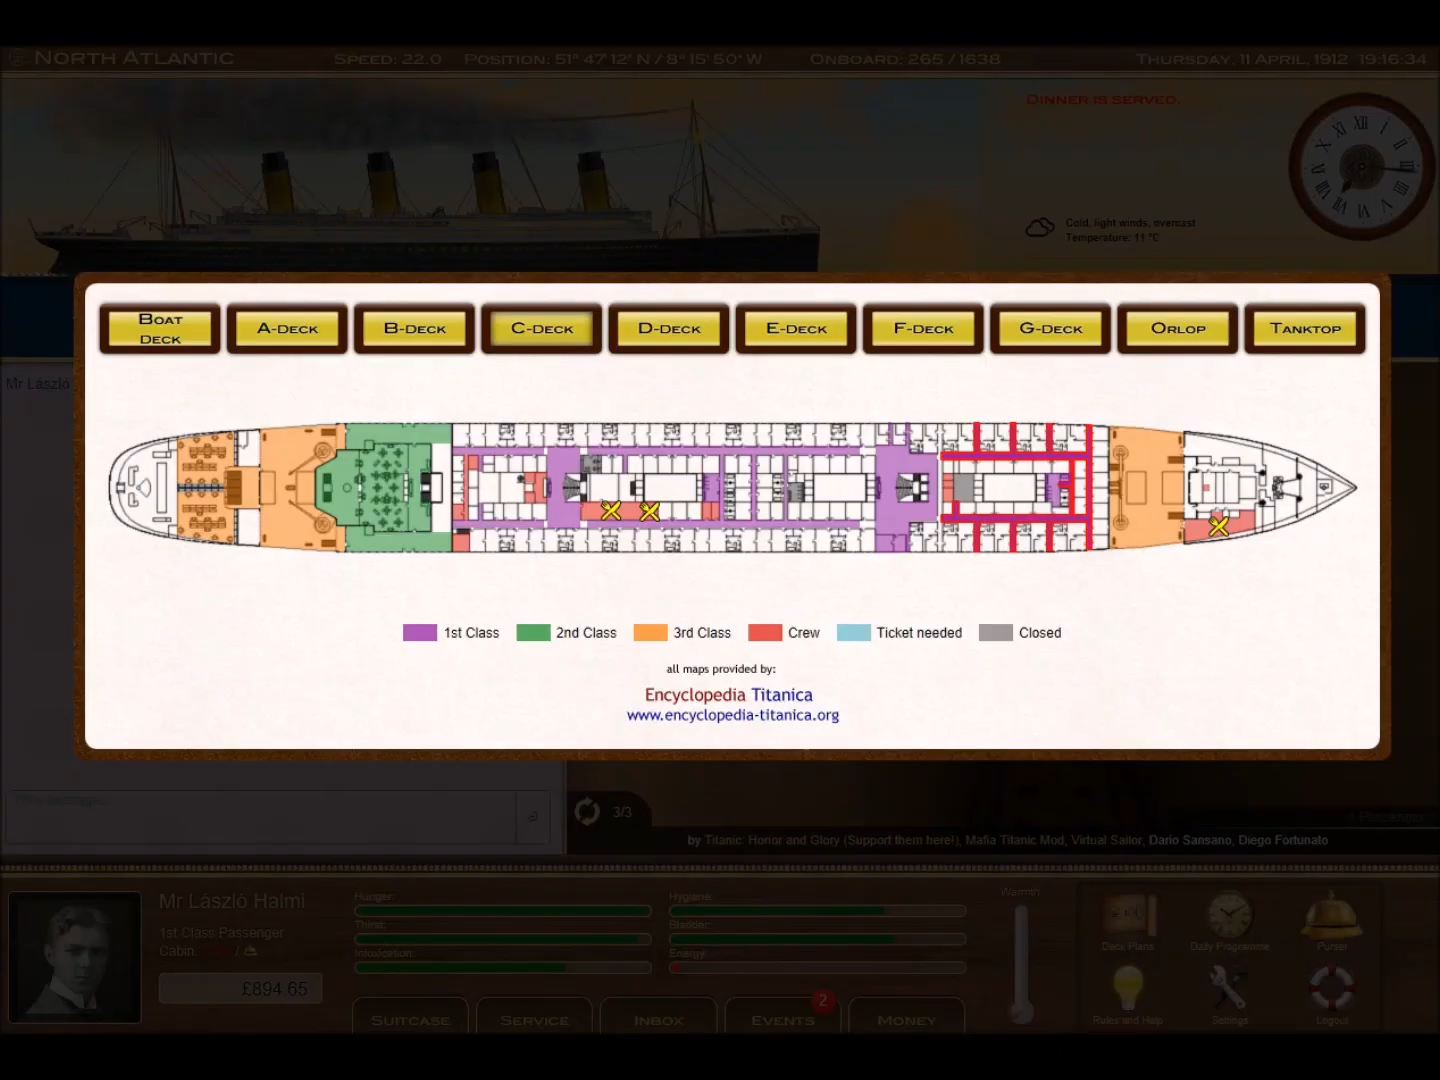 North Atlantic
Speed: 22.0 Position: 51° 47' 12" N / 8° 15' 50" W Onboard: 265 / 1638
Thursday, 11 April, 1912 19:16:34
Dinner is served.
Cold, light winds, overcast
Temperature: 11 °C
Boat Deck
A-Deck
B-Deck
C-Deck
D-Deck
E-Deck
F-Deck
G-Deck
Orlop
Tanktop
Mr László
1st Class
2nd Class
3rd Class
Crew
Ticket needed
Closed
all maps provided by:
Encyclopedia Titanica
www.encyclopedia-titanica.org
3/3
by Titanic: Honor and Glory (Support them here!), Mafia Titanic Mod, Virtual Sailor, Dario Sansano, Diego Fortunato
Mr László Halmi
1st Class Passenger
Cabin
£894.65
Hunger:
Thirst:
Intoxication:
Hygiene:
Bladder:
Energy:
Warmth
Deck Plans
Daily Programme
Purser
Rules and Help
Settings
Logout
Suitcase
Service
Inbox
Events
2
Money